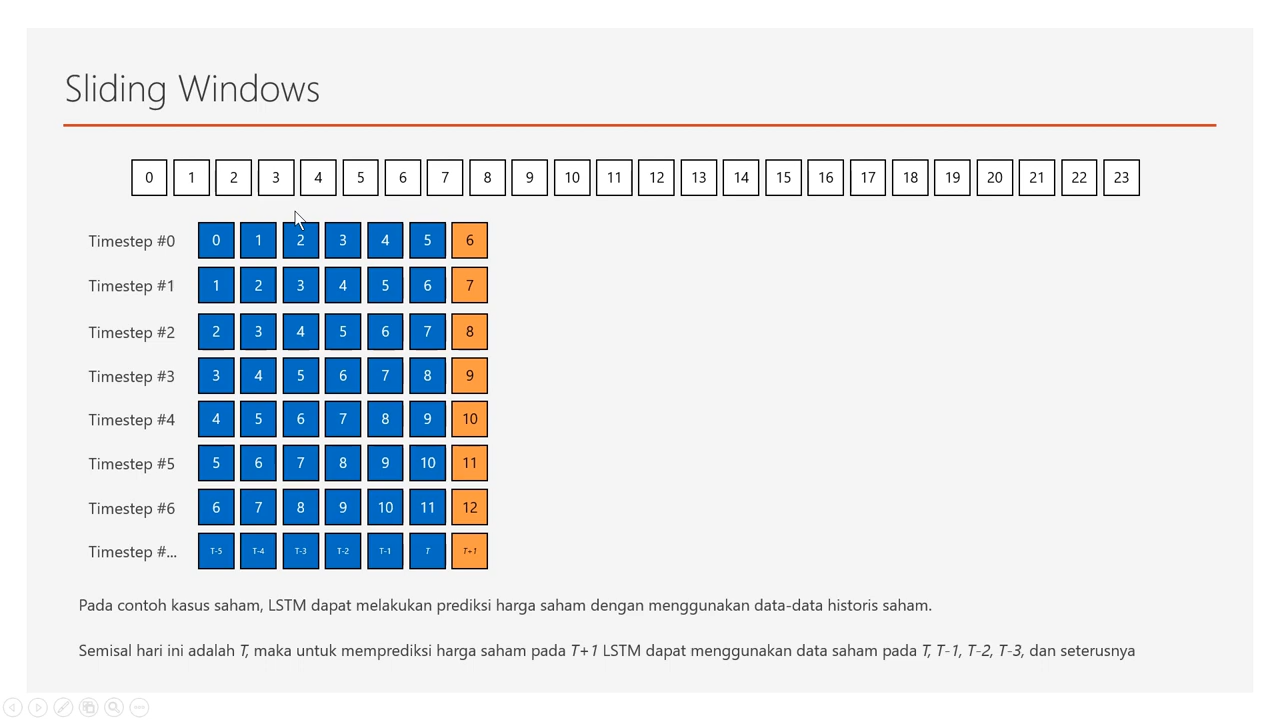 Sliding Windows
0 1 2 3 4 5 6 7 8 9 10 11 12 13 14 15 16 17 18 19 20 21 22 23
Timestep #0 0 1 2 3 4 5 6
Timestep #1 1 2 3 4 5 6 7
Timestep #2 2 3 4 5 6 7 8
Timestep #3 3 4 5 6 7 8 9
Timestep #4 4 5 6 7 8 9 10
Timestep #5 5 6 7 8 9 10 11
Timestep #6 6 7 8 9 10 11 12
Timestep #... T-5 T-4 T-3 T-2 T-1 T T+1
Pada contoh kasus saham, LSTM dapat melakukan prediksi harga saham dengan menggunakan data-data historis saham.
Semisal hari ini adalah T, maka untuk memprediksi harga saham pada T+1 LSTM dapat menggunakan data saham pada T, T-1, T-2, T-3, dan seterusnya